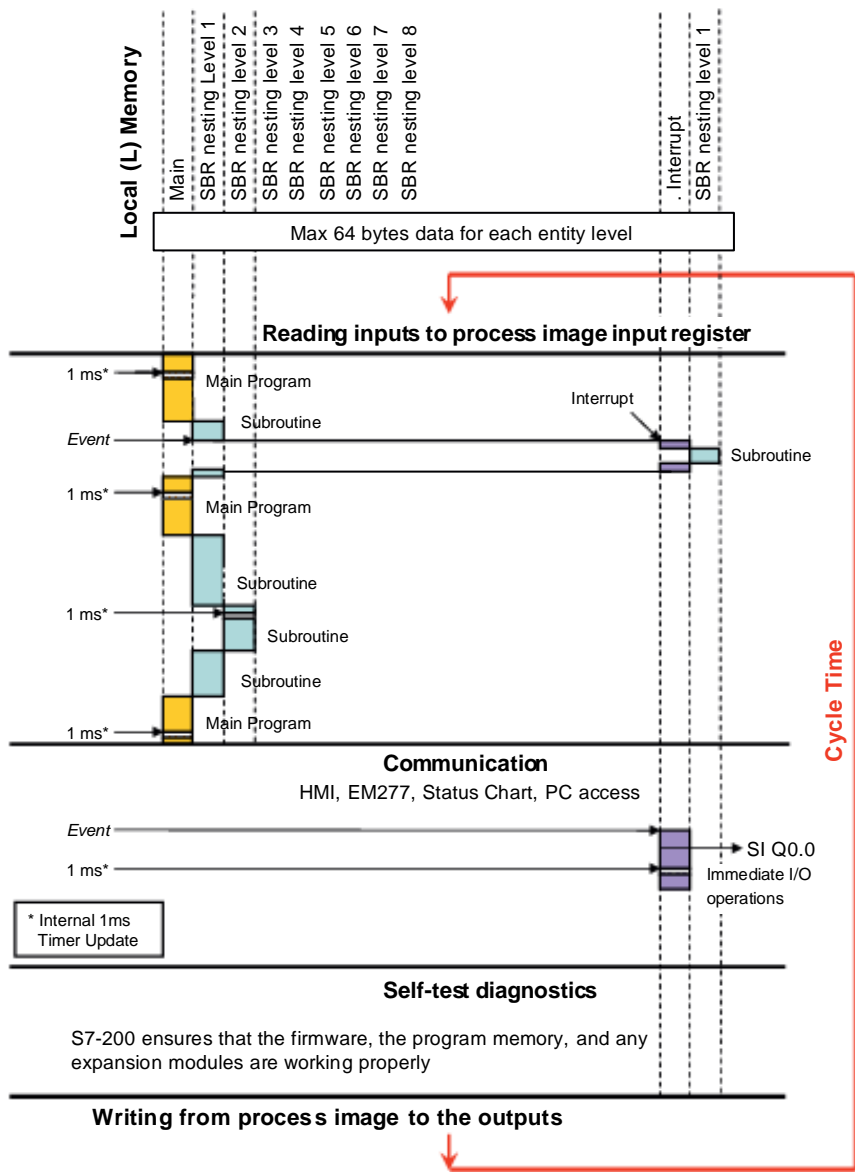 Local (L) Memory
Main
SBR nesting Level 1
SBR nesting level 2
SBR nesting level 3
SBR nesting level 4
SBR nesting level 5
SBR nesting level 6
SBR nesting level 7
SBR nesting level 8
. Interrupt
SBR nesting level 1
Max 64 bytes data for each entity level
Reading inputs to process image input register
1 ms*
Main Program
Interrupt
Subroutine
Event
Subroutine
1 ms*
Main Program
Subroutine
1 ms*
Subroutine
Subroutine
Main Program
1 ms*
Cycle Time
Communication
HMI, EM277, Status Chart, PC access
Event
SI Q0.0
1 ms*
Immediate I/O
operations
* Internal 1ms
Timer Update
Self-test diagnostics
S7-200 ensures that the firmware, the program memory, and any
expansion modules are working properly
Writing from process image to the outputs